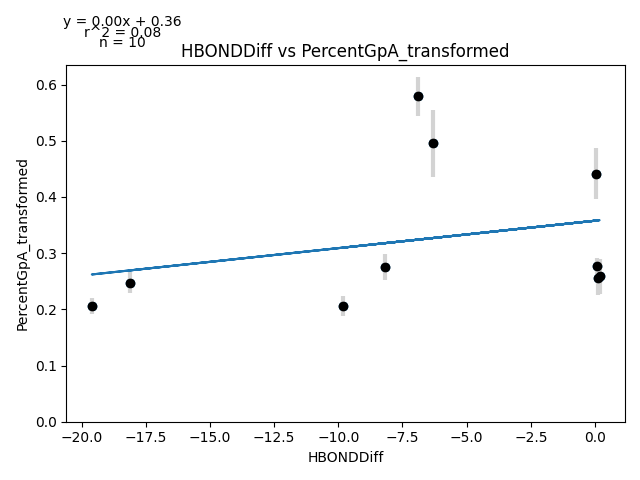 y = 0.00x + 0.36
r^2 = 0.08
n = 10
HBONDDiff vs PercentGpA_transformed
0.6
0.5
0.4
0.3
0.2
0.1
0.0
PercentGpA_transformed
−20.0 −17.5 −15.0 −12.5 −10.0 −7.5 −5.0 −2.5 0.0
HBONDDiff